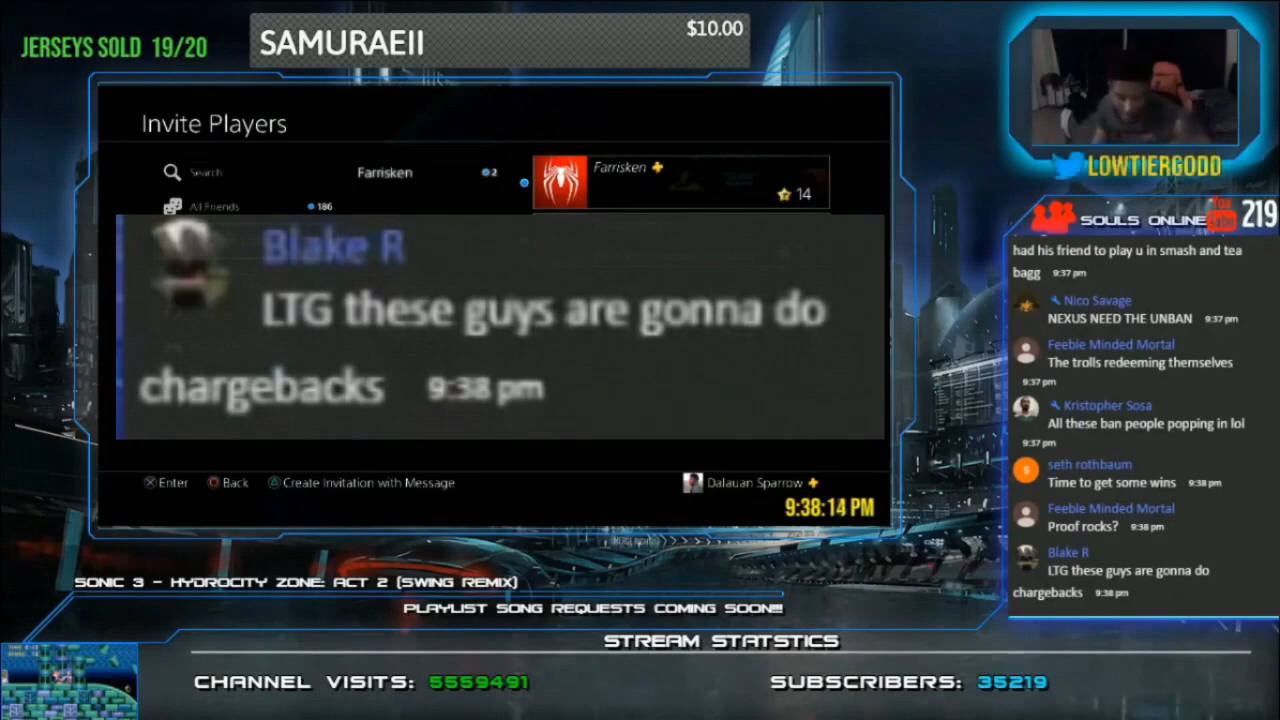 JERSEYS SOLD 19/20
SAMURAEII
$10.00
Invite Players
Search
Farrisken
2
Farrisken
14
All Friends
186
Blake R
LTG these guys are gonna do
chargebacks 9:38 pm
Enter
Back
Create Invitation with Message
Dalauan Sparrow
9:38:14 PM
SONIC 3 - HYDROCITY ZONE: ACT 2 (SWING REMIX)
PLAYLIST SONG REQUESTS COMING SOON!!!
STREAM STATSTICS
CHANNEL VISITS: 5559491
SUBSCRIBERS: 35219
LOWTIERGODD
SOULS ONLINE
You
Tube
219
had his friend to play u in smash and tea
bagg 9:37 pm
Nico Savage
NEXUS NEED THE UNBAN 9:37 pm
Feeble Minded Mortal
The trolls redeeming themselves
9:37 pm
Kristopher Sosa
All these ban people popping in lol
9:37 pm
S
seth rothbaum
Time to get some wins 9:38 pm
Feeble Minded Mortal
Proof rocks? 9:38 pm
Blake R
LTG these guys are gonna do
chargebacks 9:38 pm